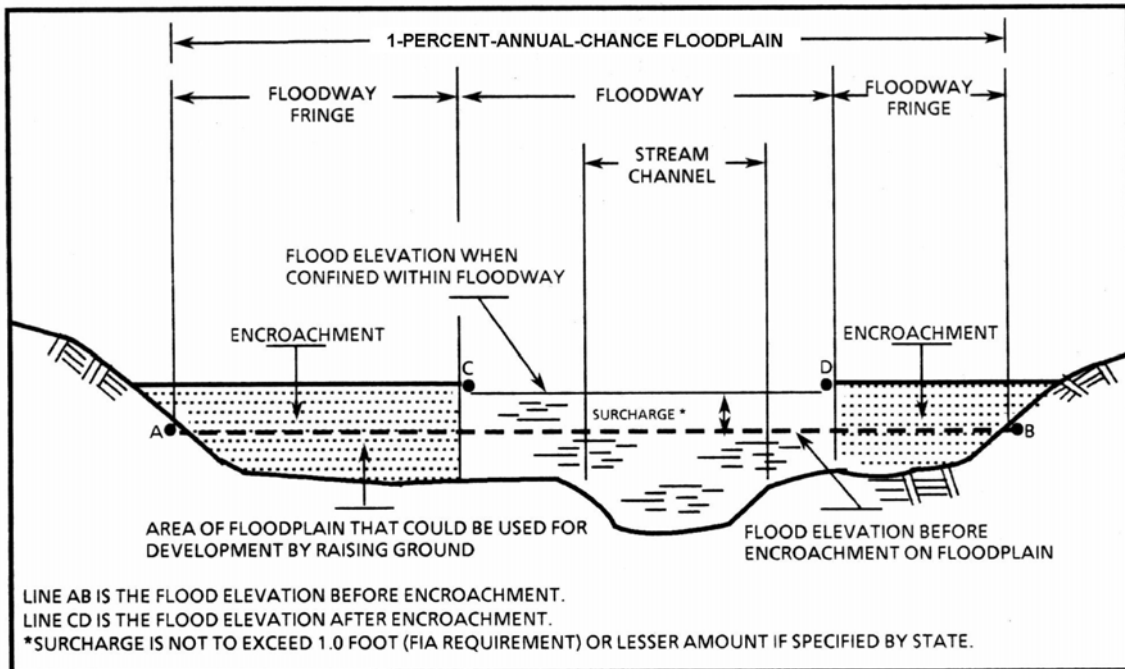 1-PERCENT-ANNUAL-CHANCE FLOODPLAIN
FLOODWAY
FRINGE
FLOODWAY
FLOODWAY
FRINGE
STREAM
CHANNEL
FLOOD ELEVATION WHEN
CONFINED WITHIN FLOODWAY
ENCROACHMENT
ENCROACHMENT
C
D
SURCHARGE *
A
B
AREA OF FLOODPLAIN THAT COULD BE USED FOR
DEVELOPMENT BY RAISING GROUND
FLOOD ELEVATION BEFORE
ENCROACHMENT ON FLOODPLAIN
LINE AB IS THE FLOOD ELEVATION BEFORE ENCROACHMENT.
LINE CD IS THE FLOOD ELEVATION AFTER ENCROACHMENT.
*SURCHARGE IS NOT TO EXCEED 1.0 FOOT (FIA REQUIREMENT) OR LESSER AMOUNT IF SPECIFIED BY STATE.